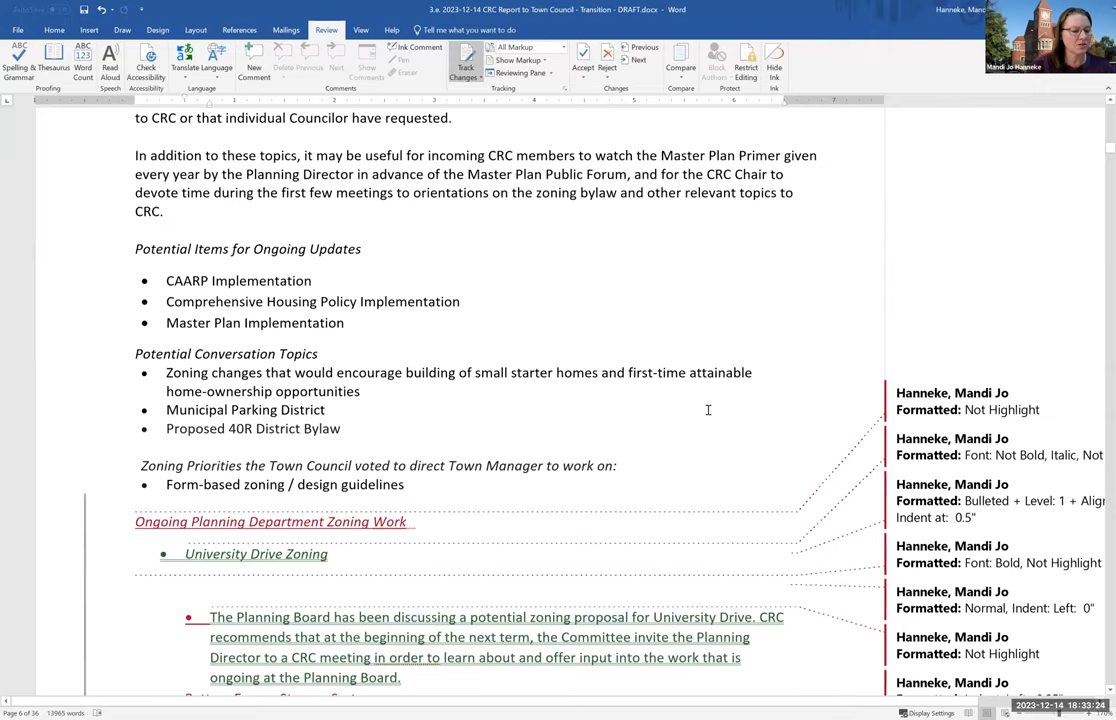 3.e. 2023-12-14 CRC Report to Town Council - Transition - DRAFT.docx - Word
Hanneke, M
File Home Insert Draw Design Layout References Mailings Review View Help Tell me what you want to do
Spelling & Grammar
Thesaurus
Word Count
Read Aloud
Check Accessibility
Translate
Language
New Comment
Delete
Previous
Next
Show Comments
Ink Comment
Pen
Eraser
Track Changes
All Markup
Show Markup
Reviewing Pane
Accept
Reject
Previous
Next
Compare
Block Authors
Restrict Editing
Hide Ink
Proofing Speech Accessibility Language Comments Tracking Changes Compare Protect Ink
Mandi Jo Hanneke
1 2 3 4 5 6 7
to CRC or that individual Councilor have requested.
In addition to these topics, it may be useful for incoming CRC members to watch the Master Plan Primer given
every year by the Planning Director in advance of the Master Plan Public Forum, and for the CRC Chair to
devote time during the first few meetings to orientations on the zoning bylaw and other relevant topics to
CRC.
Potential Items for Ongoing Updates
• CAARP Implementation
• Comprehensive Housing Policy Implementation
• Master Plan Implementation
Potential Conversation Topics
• Zoning changes that would encourage building of small starter homes and first-time attainable
home-ownership opportunities
• Municipal Parking District
• Proposed 40R District Bylaw
Zoning Priorities the Town Council voted to direct Town Manager to work on:
• Form-based zoning / design guidelines
Ongoing Planning Department Zoning Work
• University Drive Zoning
• The Planning Board has been discussing a potential zoning proposal for University Drive. CRC
recommends that at the beginning of the next term, the Committee invite the Planning
Director to a CRC meeting in order to learn about and offer input into the work that is
ongoing at the Planning Board.
Hanneke, Mandi Jo
Formatted: Not Highlight
Hanneke, Mandi Jo
Formatted: Font: Not Bold, Italic, Not
Hanneke, Mandi Jo
Formatted: Bulleted + Level: 1 + Alig
Indent at: 0.5"
Hanneke, Mandi Jo
Formatted: Font: Bold, Not Highlight
Hanneke, Mandi Jo
Formatted: Normal, Indent: Left: 0"
Hanneke, Mandi Jo
Formatted: Not Highlight
Hanneke, Mandi Jo
Page 6 of 36 13965 words
Display Settings
2023-12-14 18:33:24